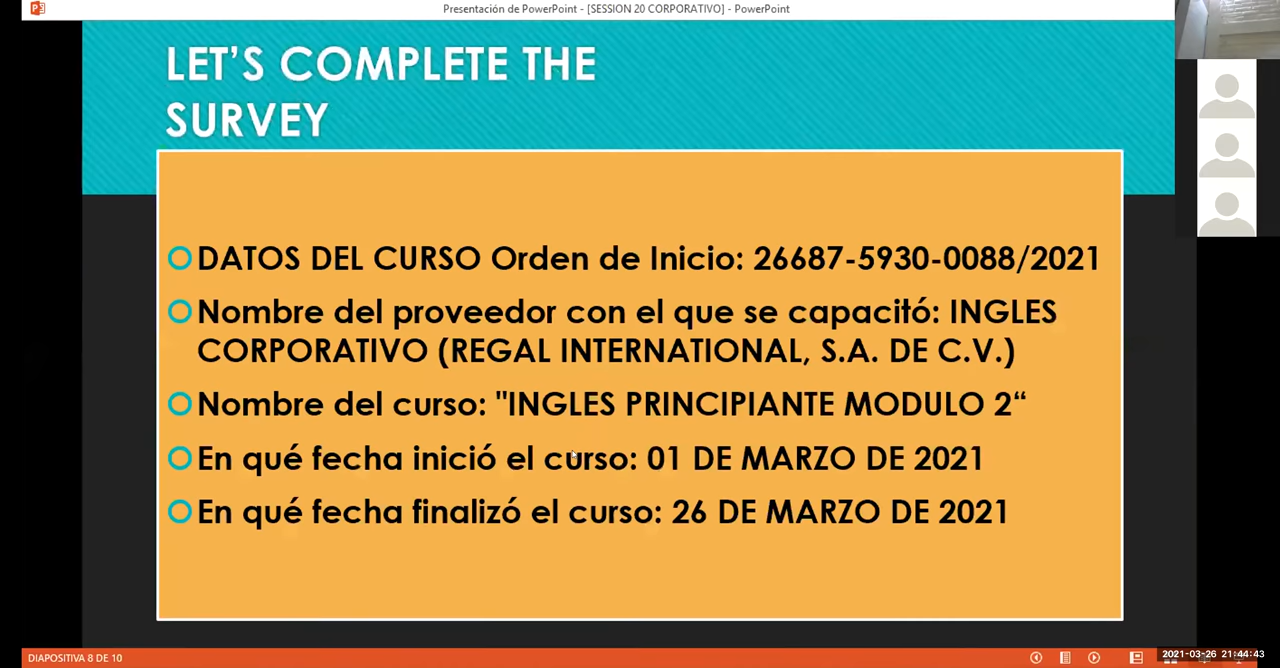 Presentación de PowerPoint - [SESSION 20 CORPORATIVO] - PowerPoint
LET'S COMPLETE THE
SURVEY
DATOS DEL CURSO Orden de Inicio: 26687-5930-0088/2021
Nombre del proveedor con el que se capacitó: INGLES
CORPORATIVO (REGAL INTERNATIONAL, S.A. DE C.V.)
Nombre del curso: "INGLES PRINCIPIANTE MODULO 2“
En qué fecha inició el curso: 01 DE MARZO DE 2021
En qué fecha finalizó el curso: 26 DE MARZO DE 2021
DIAPOSITIVA 8 DE 10
2021-03-26 21:44:43